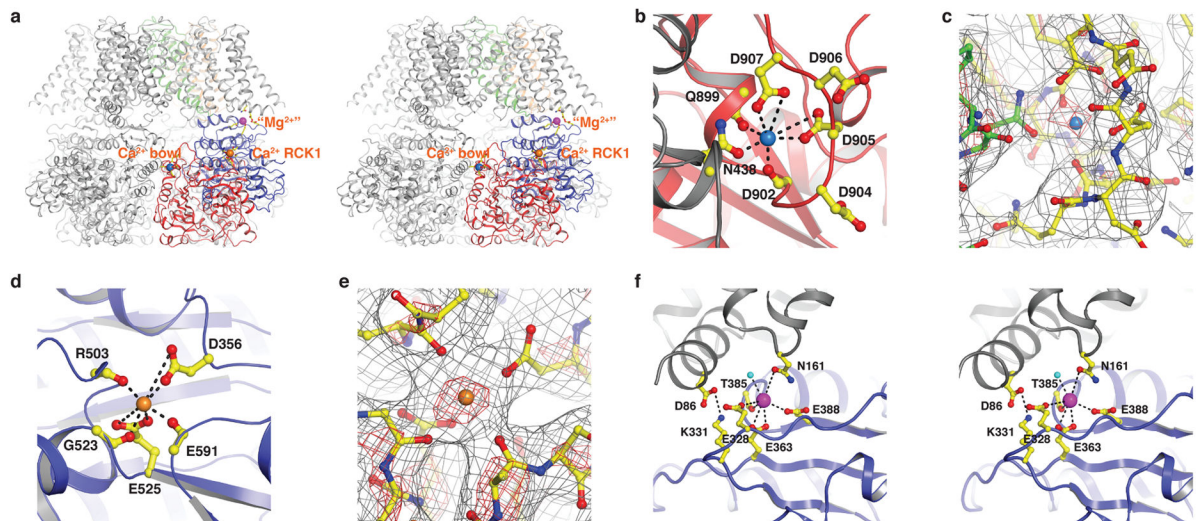 a
"Mg²⁺"
Ca²⁺ bowl
Ca²⁺ RCK1
"Mg²⁺"
Ca²⁺ bowl
Ca²⁺ RCK1
b
D907
D906
Q899
D905
N438
D902
D904
c
d
R503
D356
G523
E591
E525
e
f
N161
T385
D86
E388
K331
E328
E363
N161
T385
D86
E388
K331
E328
E363